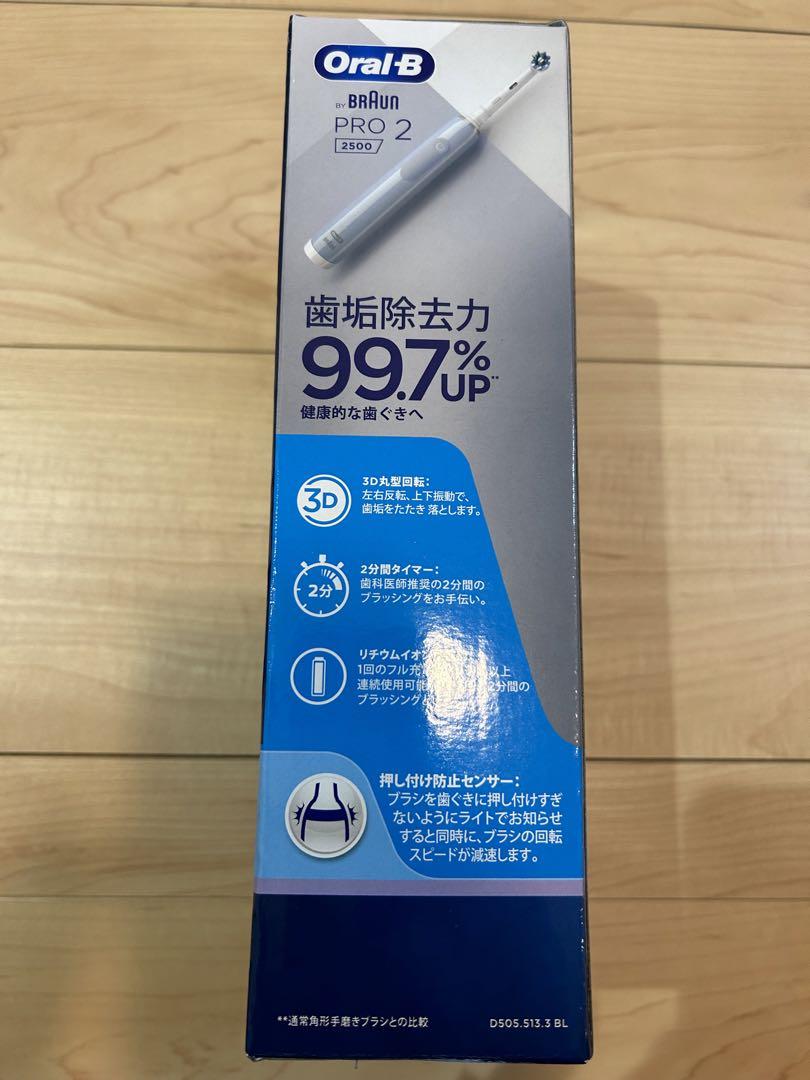 Oral-B
BY BRAUN
PRO 2
2500
歯垢除去力
99.7%UP**
健康的な歯ぐきへ
3D
3D丸型回転:
左右反転、上下振動で、
歯垢をたたき落とします。
2分
2分間タイマー:
歯科医師推奨の2分間の
ブラッシングをお手伝い。
リチウムイオ
1回のフル充 以上
連続使用可能 2分間の
ブラッシング
押し付け防止センサー:
ブラシを歯ぐきに押し付けすぎ
ないようにライトでお知らせ
すると同時に、ブラシの回転
スピードが減速します。
**通常角形手磨きブラシとの比較
D505.513.3 BL